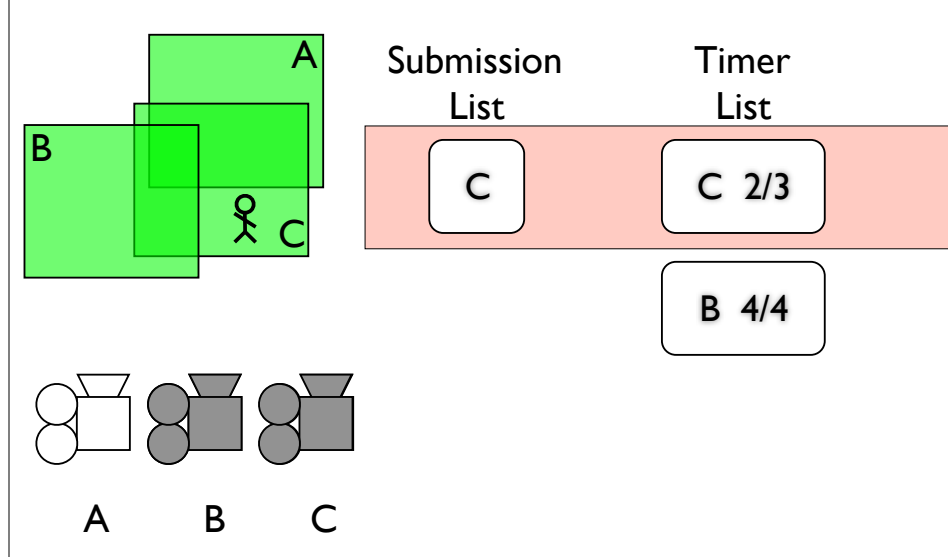 A
B
C
Submission
List
Timer
List
C
C 2/3
B 4/4
A B C